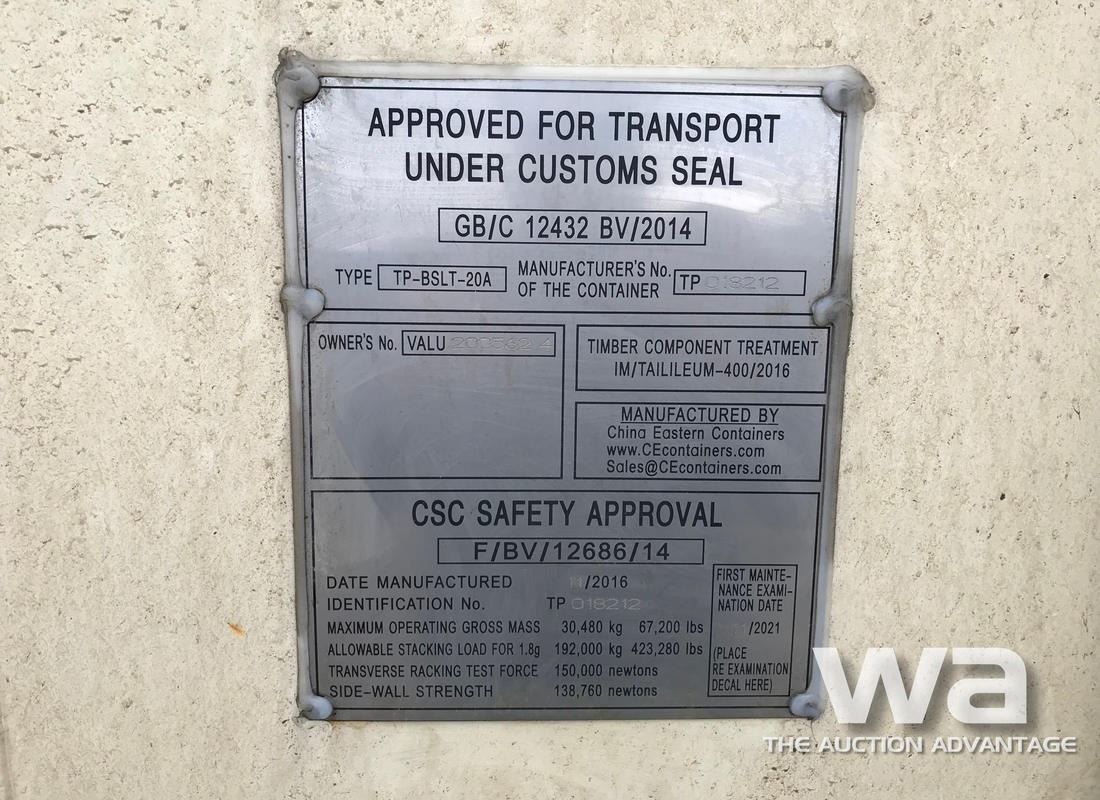 APPROVED FOR TRANSPORT
UNDER CUSTOMS SEAL
GB/C 12432 BV/2014
TYPE TP-BSLT-20A MANUFACTURER'S No. OF THE CONTAINER TP 018212
OWNER'S No. VALU
TIMBER COMPONENT TREATMENT
IM/TAILILEUM-400/2016
MANUFACTURED BY
China Eastern Containers
www.CEcontainers.com
Sales@CEcontainers.com
CSC SAFETY APPROVAL
F/BV/12686/14
DATE MANUFACTURED 11/2016
IDENTIFICATION No. TP 018212
MAXIMUM OPERATING GROSS MASS 30,480 kg 67,200 lbs
ALLOWABLE STACKING LOAD FOR 1.8g 192,000 kg 423,280 lbs
TRANSVERSE RACKING TEST FORCE 150,000 newtons
SIDE-WALL STRENGTH 138,760 newtons
FIRST MAINTE-
NANCE EXAMI-
NATION DATE
/2021
(PLACE
RE EXAMINATION
DECAL HERE)
wa
THE AUCTION ADVANTAGE